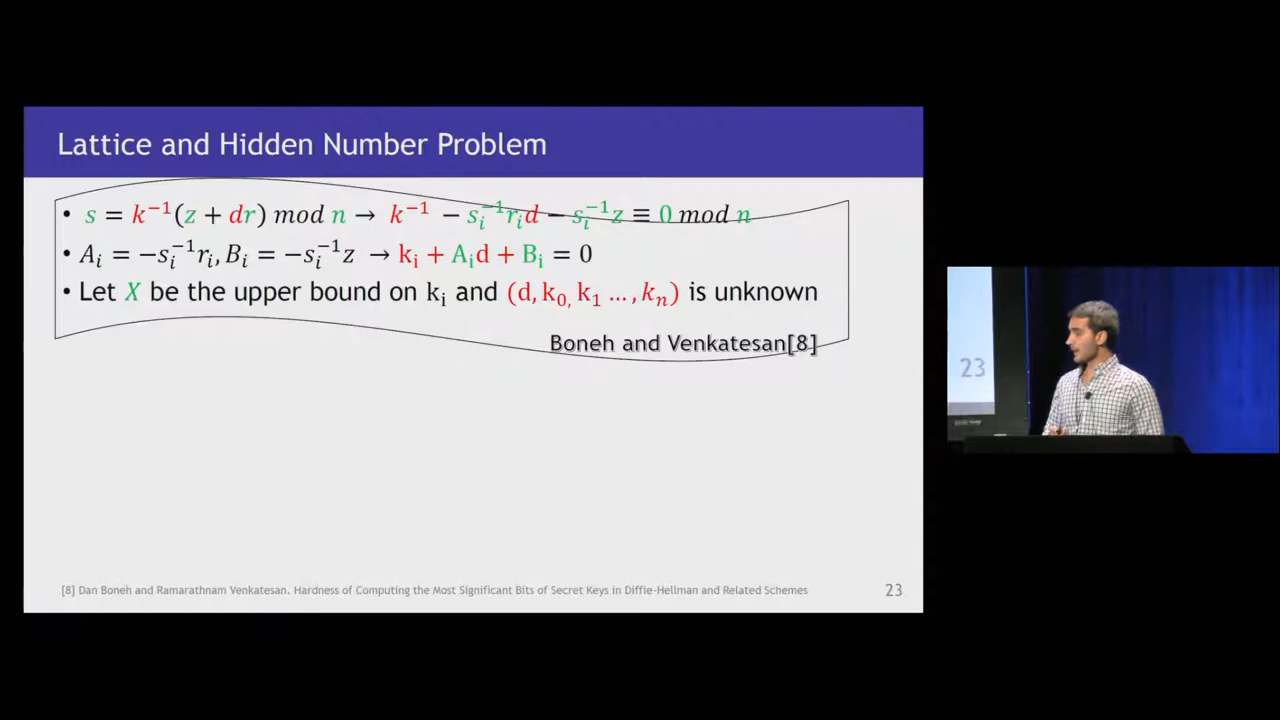 Lattice and Hidden Number Problem
• s = k⁻¹(z + dr) mod n → k⁻¹ − sᵢ⁻¹rᵢd − sᵢ⁻¹z ≡ 0 mod n
• Aᵢ = −sᵢ⁻¹rᵢ, Bᵢ = −sᵢ⁻¹z → kᵢ + Aᵢd + Bᵢ = 0
• Let X be the upper bound on kᵢ and (d, k₀, k₁ …, kₙ) is unknown
Boneh and Venkatesan[8]
[8] Dan Boneh and Ramarathnam Venkatesan. Hardness of Computing the Most Significant Bits of Secret Keys in Diffie-Hellman and Related Schemes
23
23